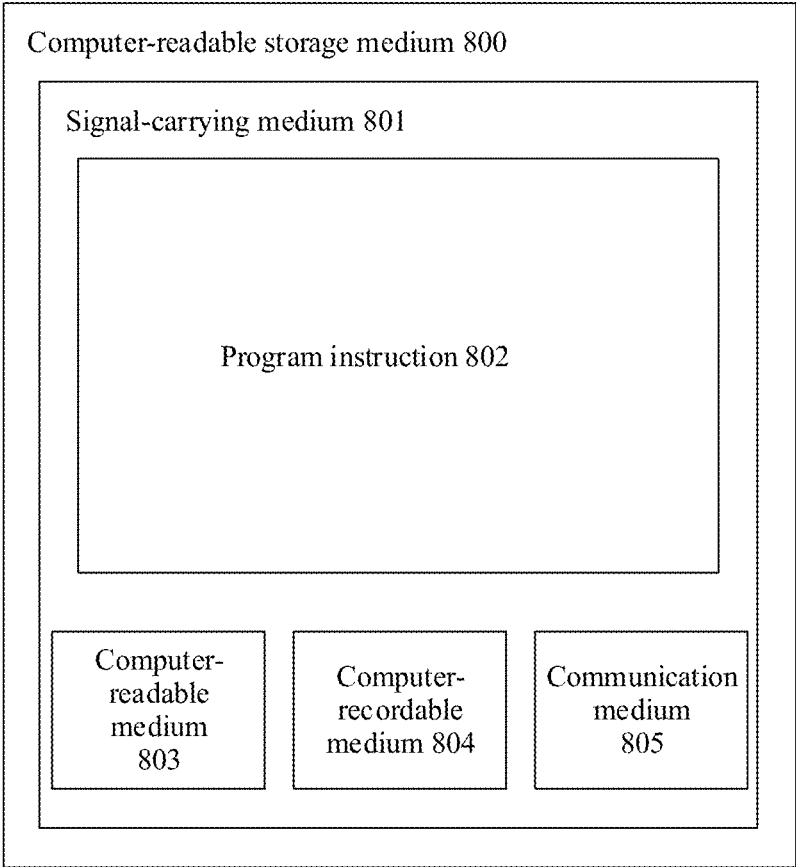 Computer-readable storage medium 800
Signal-carrying medium 801
Program instruction 802
Computer-
readable
medium
803
Computer-
recordable
medium 804
Communication
medium
805